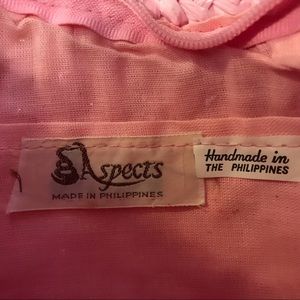 Aspects
MADE IN PHILIPPINES
Handmade in
THE PHILIPPINES